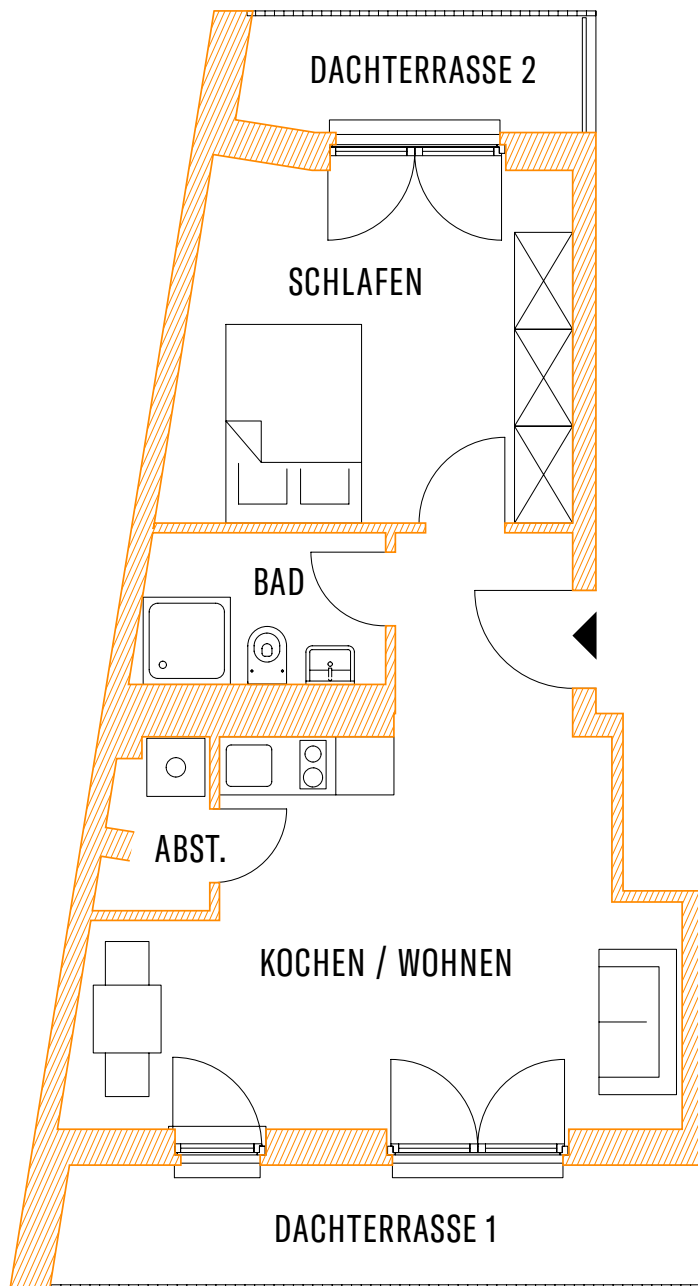 DACHTERRASSE 2
SCHLAFEN
BAD
ABST.
KOCHEN / WOHNEN
DACHTERRASSE 1